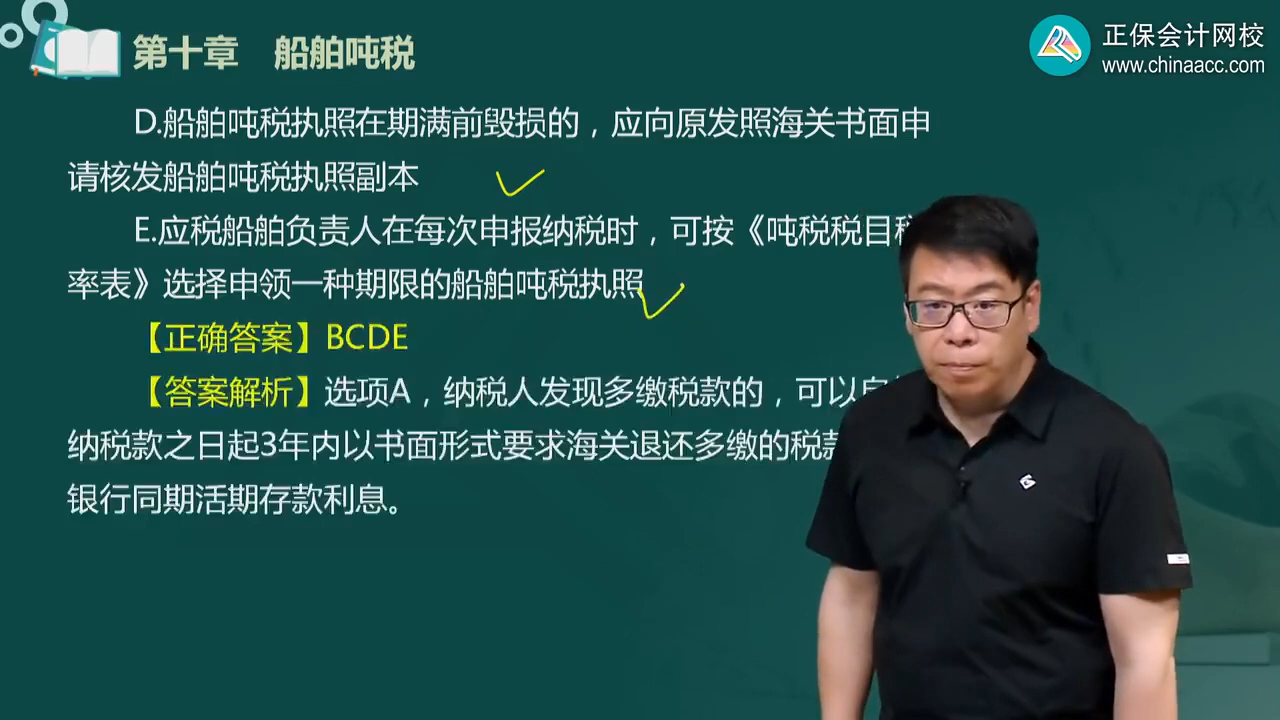 第十章 船舶吨税
正保会计网校
www.chinaacc.com
D.船舶吨税执照在期满前毁损的，应向原发照海关书面申
请核发船舶吨税执照副本
E.应税船舶负责人在每次申报纳税时，可按《吨税税目税
率表》选择申领一种期限的船舶吨税执照
【正确答案】BCDE
【答案解析】选项A，纳税人发现多缴税款的，可以自
纳税款之日起3年内以书面形式要求海关退还多缴的税款
银行同期活期存款利息。